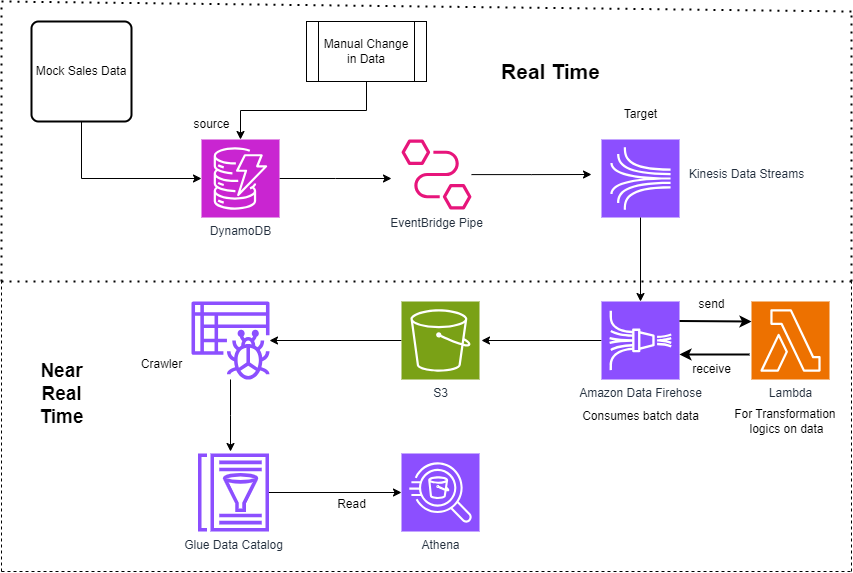 Mock Sales Data
Manual Change
in Data
Real Time
source
Target
DynamoDB
EventBridge Pipe
Kinesis Data Streams
Near
Real
Time
Crawler
S3
send
receive
Amazon Data Firehose
Consumes batch data
Lambda
For Transformation
logics on data
Glue Data Catalog
Read
Athena